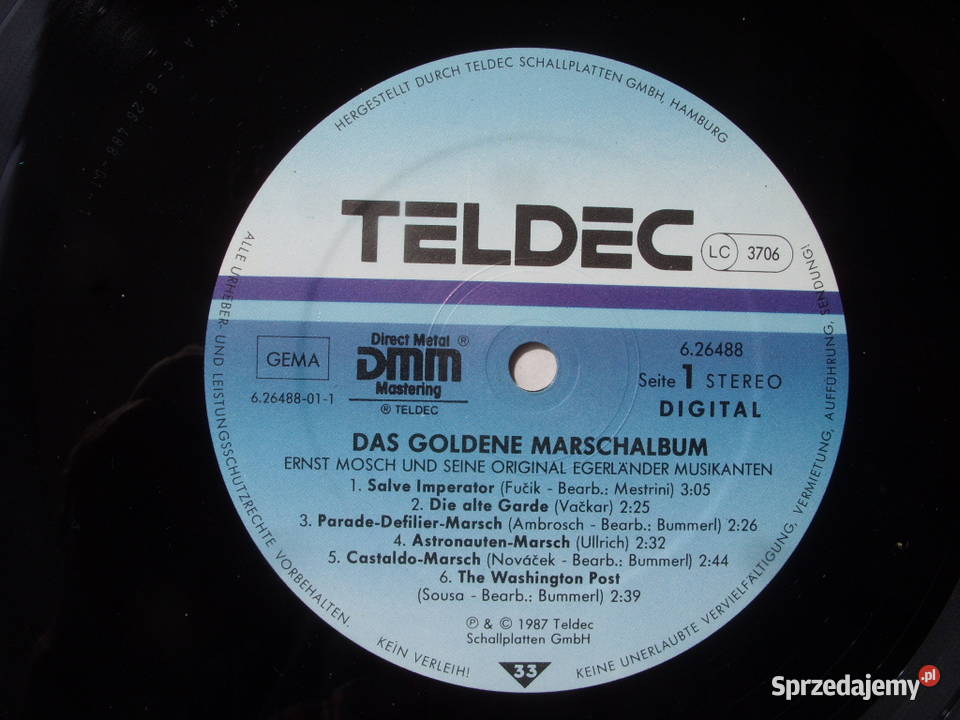 HERGESTELLT DURCH TELDEC SCHALLPLATTEN GMBH, HAMBURG
TELDEC
LC 3706
GEMA
6.26488-01-1
Direct Metal ®
DMM
Mastering
® TELDEC
6.26488
Seite 1 STEREO
DIGITAL
DAS GOLDENE MARSCHALBUM
ERNST MOSCH UND SEINE ORIGINAL EGERLÄNDER MUSIKANTEN
1. Salve Imperator (Fučik - Bearb.: Mestrini) 3:05
2. Die alte Garde (Vačkar) 2:25
3. Parade-Defilier-Marsch (Ambrosch - Bearb.: Bummerl) 2:26
4. Astronauten-Marsch (Ullrich) 2:32
5. Castaldo-Marsch (Nováček - Bearb.: Bummerl) 2:44
6. The Washington Post
(Sousa - Bearb.: Bummerl) 2:39
℗ & © 1987 Teldec
Schallplatten GmbH
33
ALLE URHEBER- UND LEISTUNGSSCHUTZRECHTE VORBEHALTEN.
KEIN VERLEIH!
KEINE UNERLAUBTE VERVIELFÄLTIGUNG, VERMIETUNG, AUFFÜHRUNG, SENDUNG!
Sprzedajemy.pl